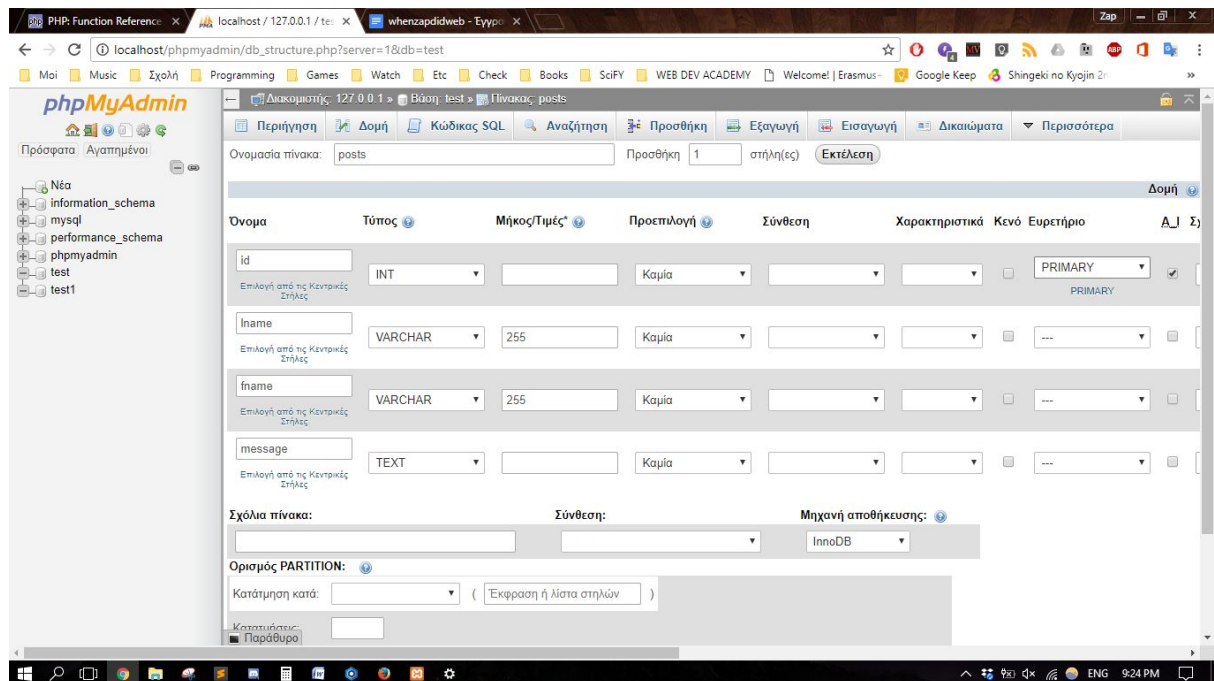 PHP: Function Reference
localhost / 127.0.0.1 / te
whenzapdidweb - Έγγρα
Zap
localhost/phpmyadmin/db_structure.php?server=1&db=test
Moi Music Σχολή Programming Games Watch Etc Check Books SciFY WEB DEV ACADEMY Welcome! | Erasmus- Google Keep Shingeki no Kyojin 2n »
phpMyAdmin
Πρόσφατα Αγαπημένοι
Νέα
information_schema
mysql
performance_schema
phpmyadmin
test
test1
Διακομιστής: 127.0.0.1 » Βάση: test » Πίνακας: posts
Περιήγηση Δομή Κώδικας SQL Αναζήτηση Προσθήκη Εξαγωγή Εισαγωγή Δικαιώματα Περισσότερα
Ονομασία πίνακα: posts Προσθήκη 1 στήλη(ες) Εκτέλεση
Δομή
Όνομα Τύπος Μήκος/Τιμές* Προεπιλογή Σύνθεση Χαρακτηριστικά Κενό Ευρετήριο A_I
id INT Καμία PRIMARY
Επιλογή από τις Κεντρικές Στήλες PRIMARY
lname VARCHAR 255 Καμία ---
Επιλογή από τις Κεντρικές Στήλες
fname VARCHAR 255 Καμία ---
Επιλογή από τις Κεντρικές Στήλες
message TEXT Καμία ---
Επιλογή από τις Κεντρικές Στήλες
Σχόλια πίνακα: Σύνθεση: Μηχανή αποθήκευσης:
InnoDB
Ορισμός PARTITION:
Κατάτμηση κατά: ( Έκφραση ή λίστα στηλών )
Κατατμήσεις:
Παράθυρο
ENG 9:24 PM